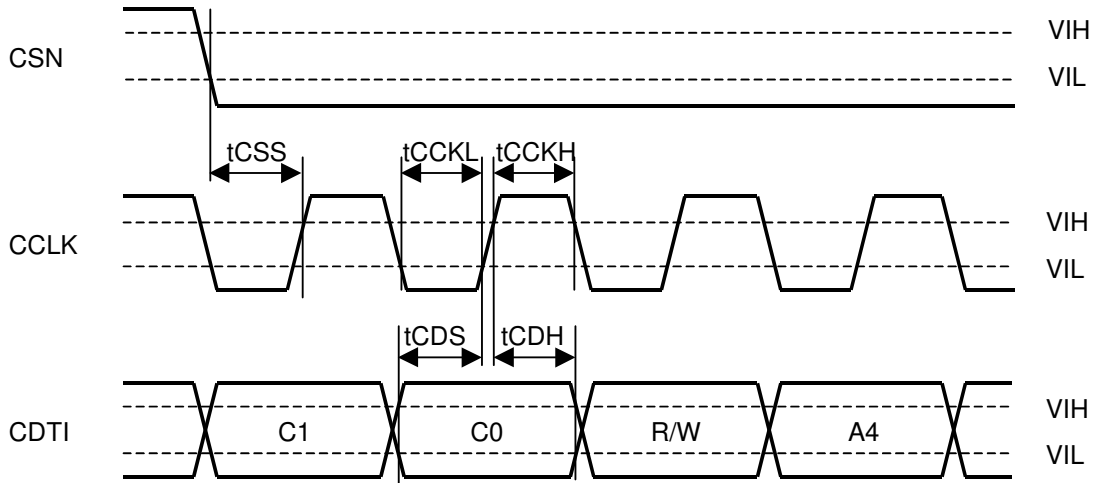 VIH
CSN
VIL
tCSS tCCKL tCCKH
VIH
CCLK
VIL
tCDS tCDH
VIH
CDTI C1 C0 R/W A4
VIL